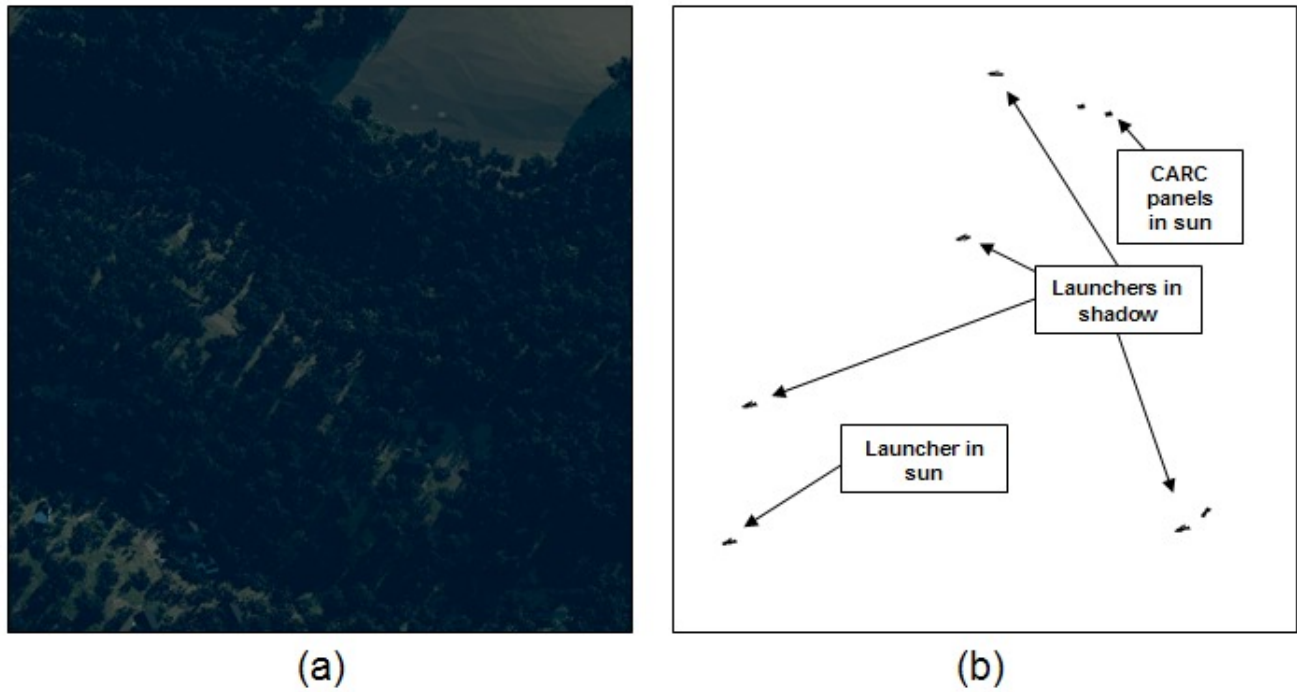 CARC
panels
in sun
Launchers in
shadow
Launcher in
sun
(a)
(b)